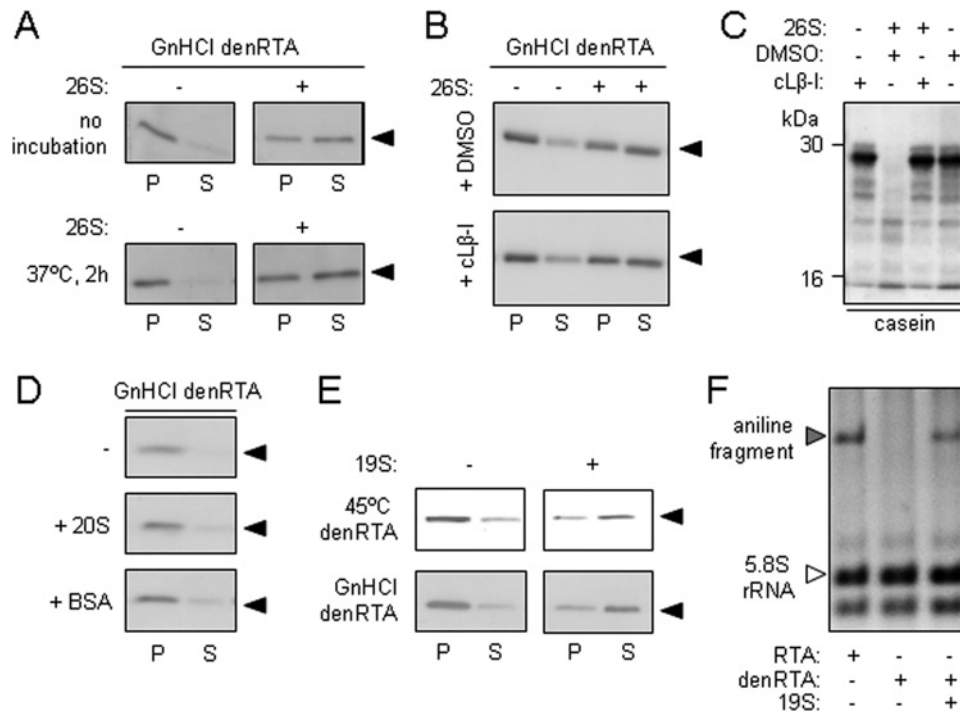 A
GnHCl denRTA
26S: - +
no
incubation
P S P S
26S: - +
37ºC, 2h
P S P S
B
GnHCl denRTA
26S: - - + +
+ DMSO
+ cLβ-I
P S P S
C
26S: - + + -
DMSO: - + - +
cLβ-I: + - + -
kDa
30
16
casein
D
GnHCl denRTA
-
+ 20S
+ BSA
P S
E
19S: - +
45ºC
denRTA
GnHCl
denRTA
P S P S
F
aniline
fragment
5.8S
rRNA
RTA: + - -
denRTA: - + +
19S: - - +